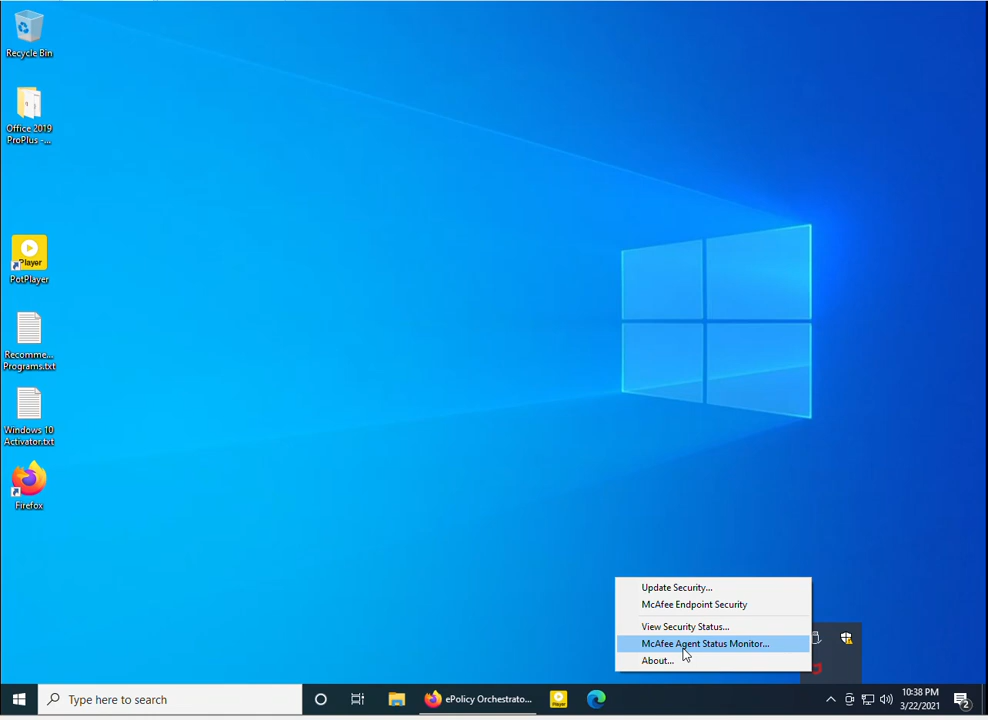 Recycle Bin
Office 2019
ProPlus -...
Player
PotPlayer
Recomme...
Programs.txt
Windows 10
Activator.txt
Firefox
Update Security...
McAfee Endpoint Security
View Security Status...
McAfee Agent Status Monitor...
About...
Type here to search
ePolicy Orchestrato...
Player
10:38 PM
3/22/2021
2